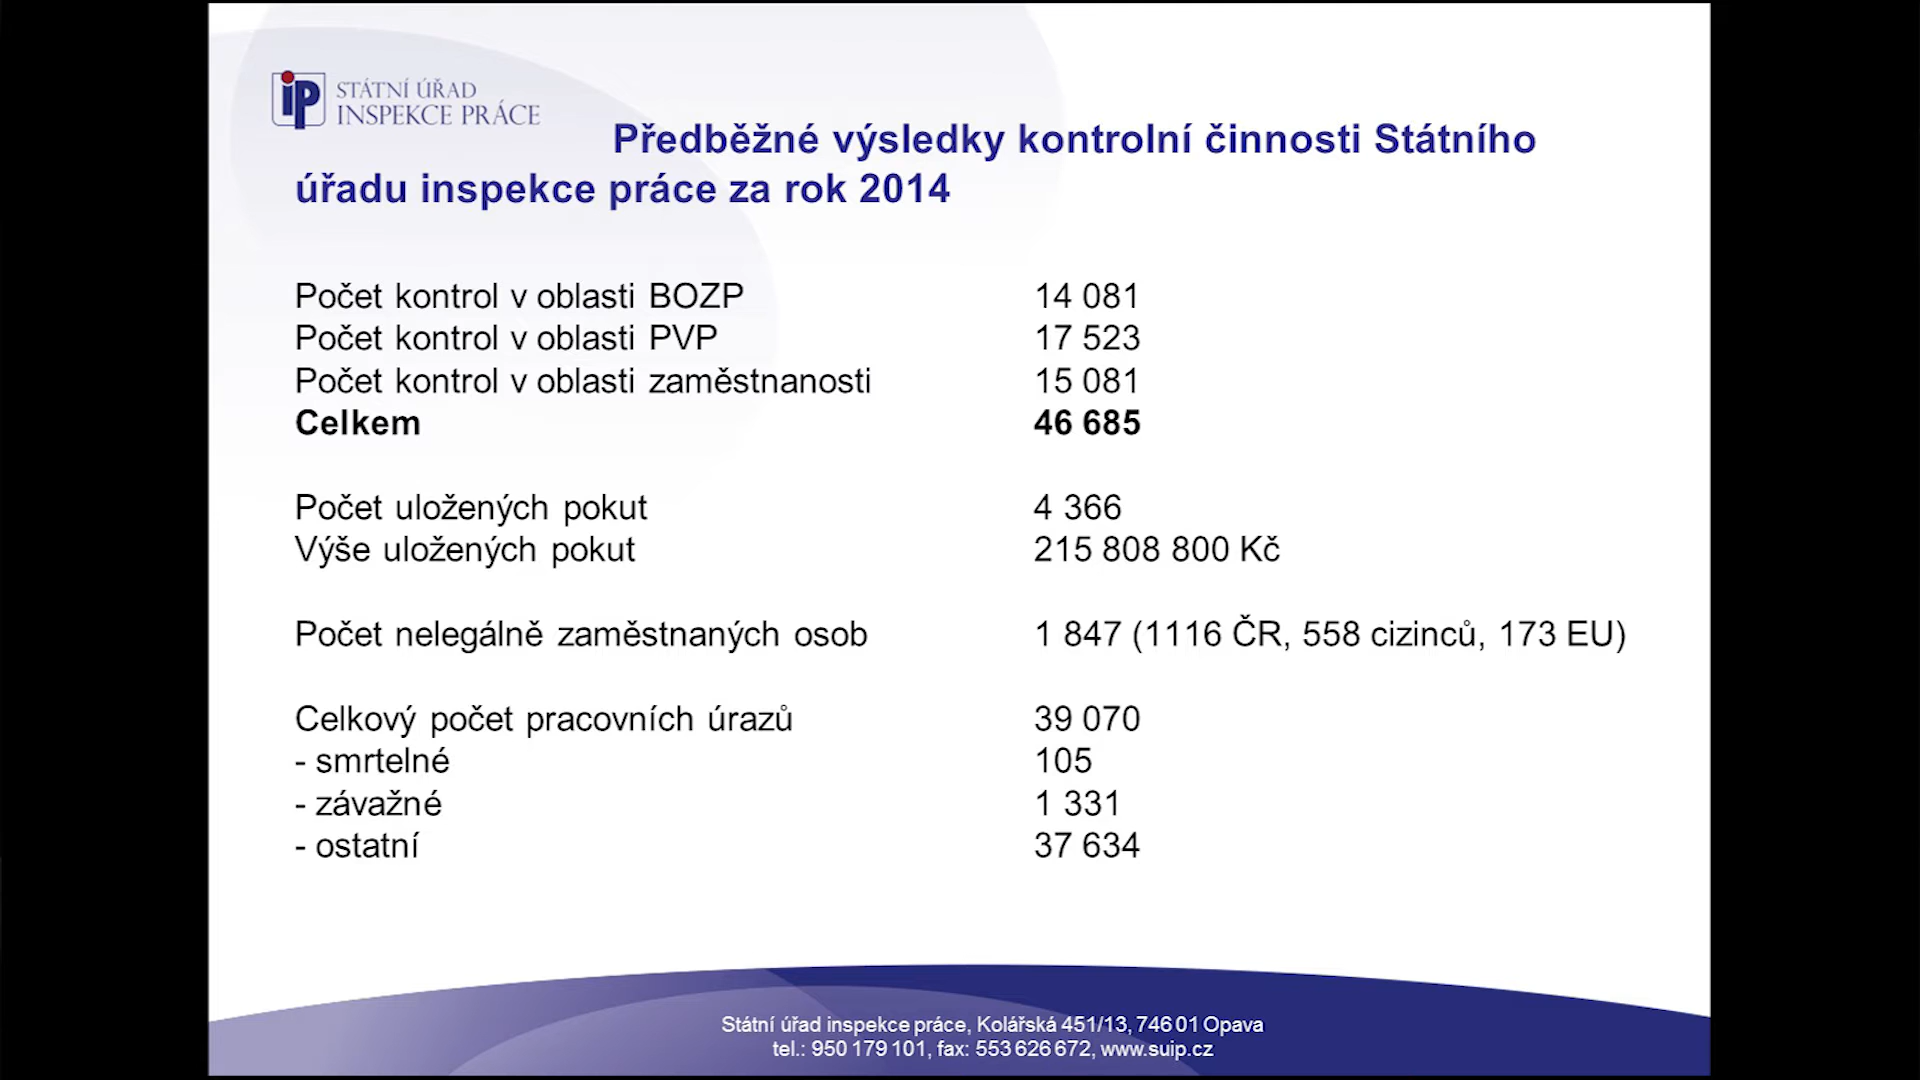 iP STÁTNÍ ÚŘAD
INSPEKCE PRÁCE
Předběžné výsledky kontrolní činnosti Státního
úřadu inspekce práce za rok 2014
Počet kontrol v oblasti BOZP 14 081
Počet kontrol v oblasti PVP 17 523
Počet kontrol v oblasti zaměstnanosti 15 081
Celkem 46 685
Počet uložených pokut 4 366
Výše uložených pokut 215 808 800 Kč
Počet nelegálně zaměstnaných osob 1 847 (1116 ČR, 558 cizinců, 173 EU)
Celkový počet pracovních úrazů 39 070
- smrtelné 105
- závažné 1 331
- ostatní 37 634
Státní úřad inspekce práce, Kolářská 451/13, 746 01 Opava
tel.: 950 179 101, fax: 553 626 672, www.suip.cz